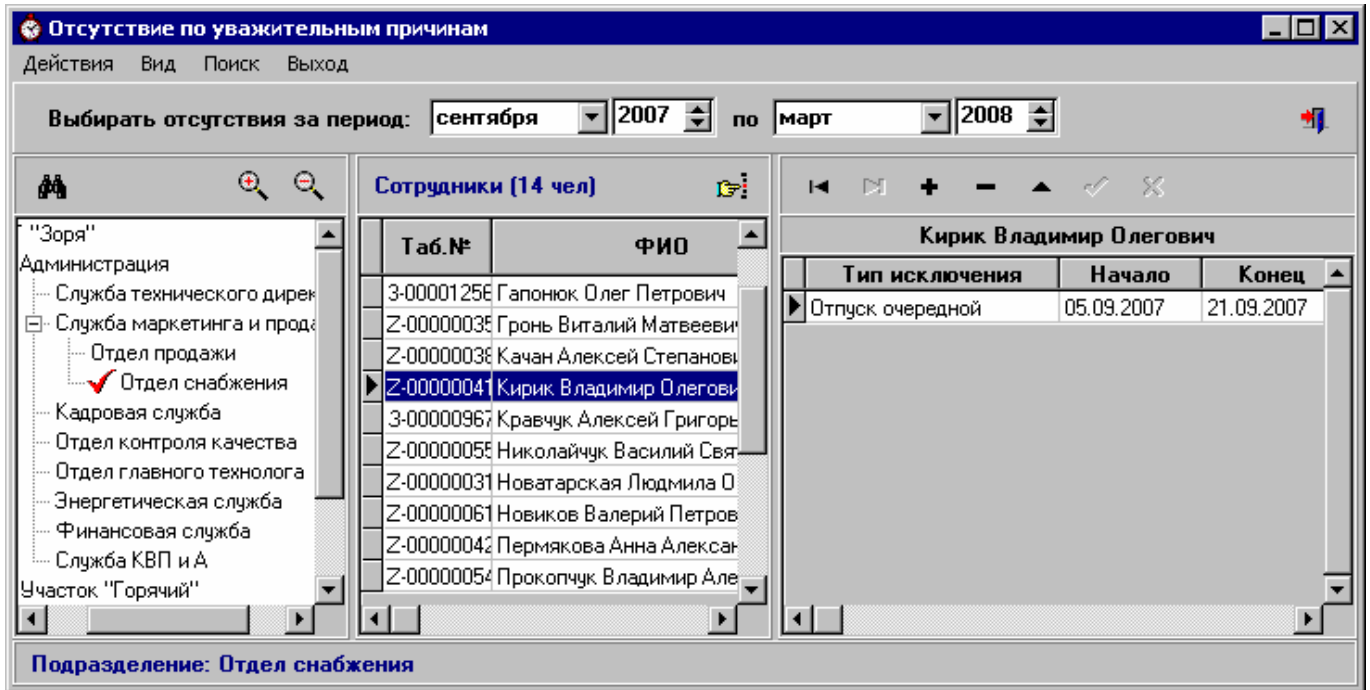 Отсутствие по уважительным причинам
Действия Вид Поиск Выход
Выбирать отсутствия за период: сентября 2007 по март 2008
Сотрудники (14 чел)
"Зоря"
Администрация
Служба технического дирек
Служба маркетинга и прода
Отдел продажи
Отдел снабжения
Кадровая служба
Отдел контроля качества
Отдел главного технолога
Энергетическая служба
Финансовая служба
Служба КВП и А
Участок "Горячий"
Таб.№ ФИО
3-00001256 Гапонюк Олег Петрович
Z-00000035 Гронь Виталий Матвееви
Z-00000038 Качан Алексей Степанови
Z-00000041 Кирик Владимир Олегови
3-00000967 Кравчук Алексей Григорь
Z-00000055 Николайчук Василий Свят
Z-00000031 Новатарская Людмила О
Z-00000061 Новиков Валерий Петров
Z-00000042 Пермякова Анна Алексан
Z-00000054 Прокопчук Владимир Але
Кирик Владимир Олегович
Тип исключения Начало Конец
Отпуск очередной 05.09.2007 21.09.2007
Подразделение: Отдел снабжения